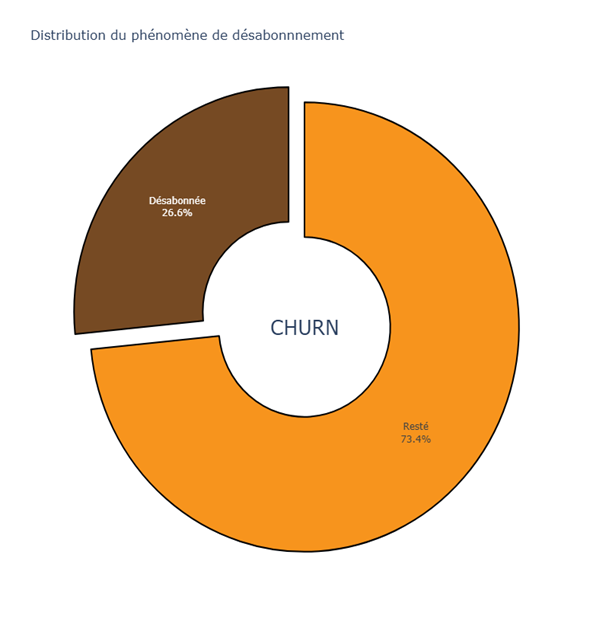 Distribution du phénomène de désabonnnement
Désabonnée
26.6%
CHURN
Resté
73.4%